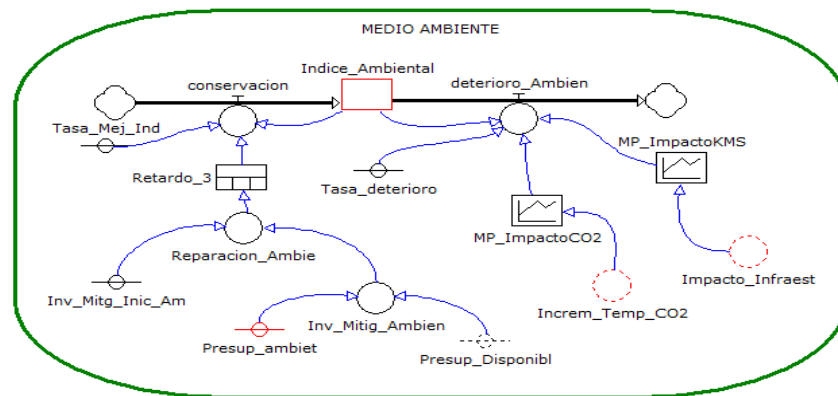 MEDIO AMBIENTE
Indice_Ambiental
conservacion
deterioro_Ambien
Tasa_Mej_Ind
MP_ImpactoKMS
Retardo_3
Tasa_deterioro
MP_ImpactoCO2
Reparacion_Ambie
Impacto_Infraest
Inv_Mitg_Inic_Am
Increm_Temp_CO2
Inv_Mitig_Ambien
Presup_ambiet
Presup_Disponibl